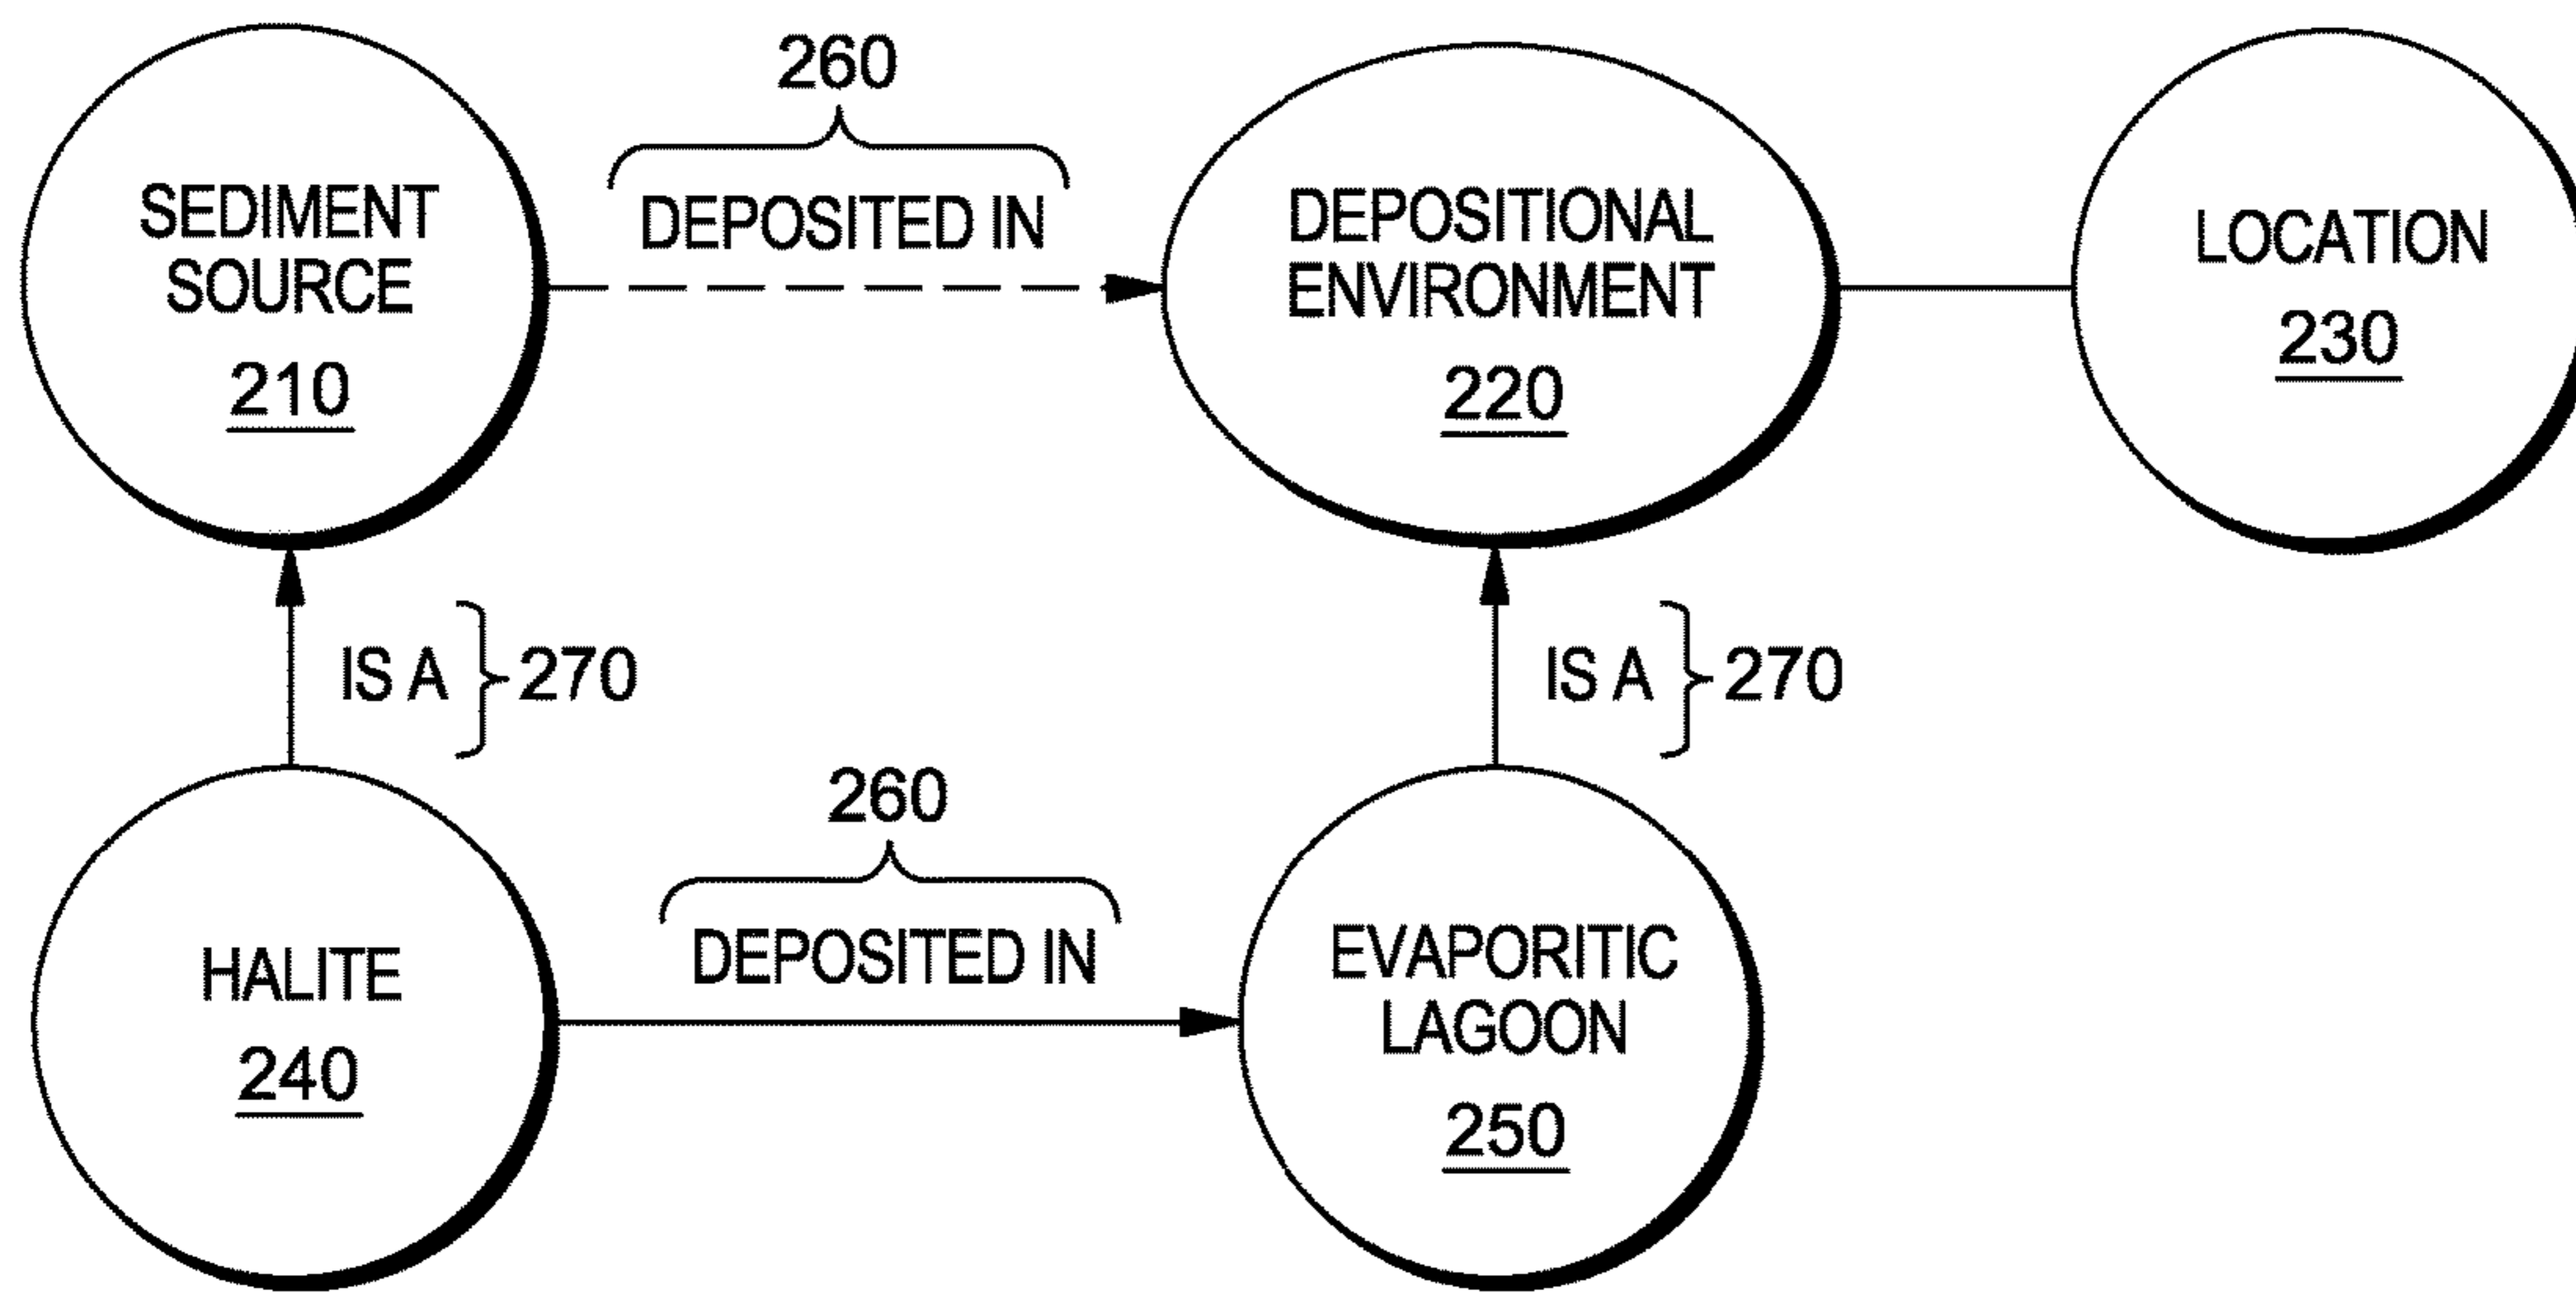 260
SEDIMENT
SOURCE
210
DEPOSITED IN
DEPOSITIONAL
ENVIRONMENT
220
LOCATION
230
IS A
270
IS A
270
260
HALITE
240
DEPOSITED IN
EVAPORITIC
LAGOON
250